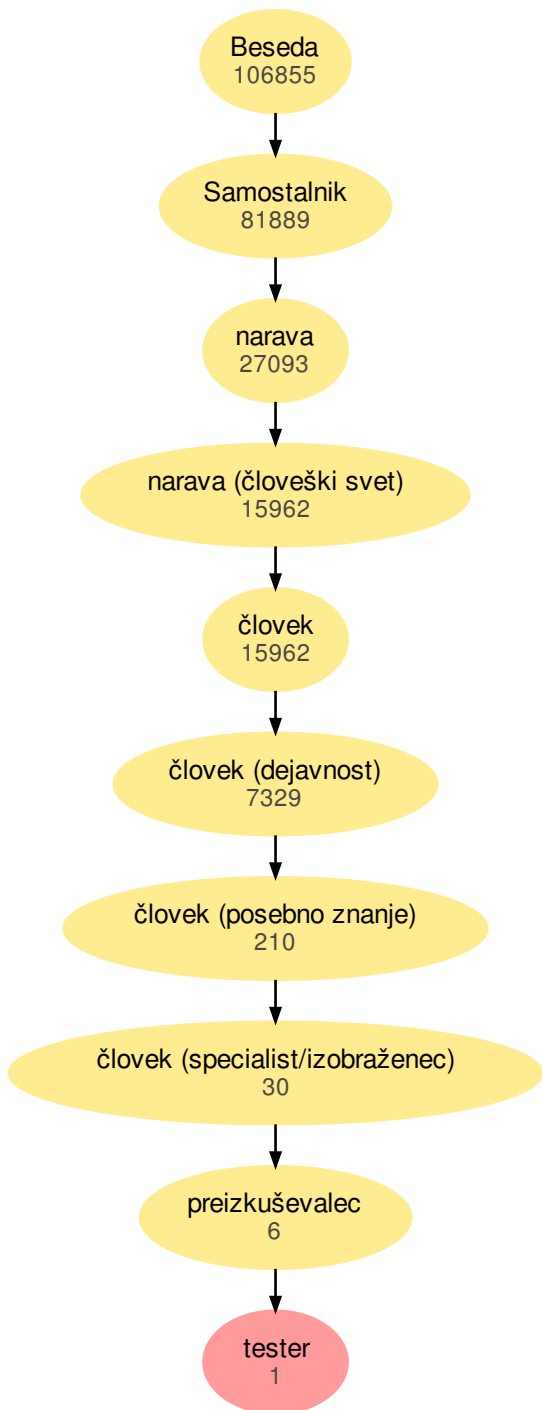 Beseda
106855
Samostalnik
81889
narava
27093
narava (človeški svet)
15962
človek
15962
človek (dejavnost)
7329
človek (posebno znanje)
210
človek (specialist/izobraženec)
30
preizkuševalec
6
tester
1